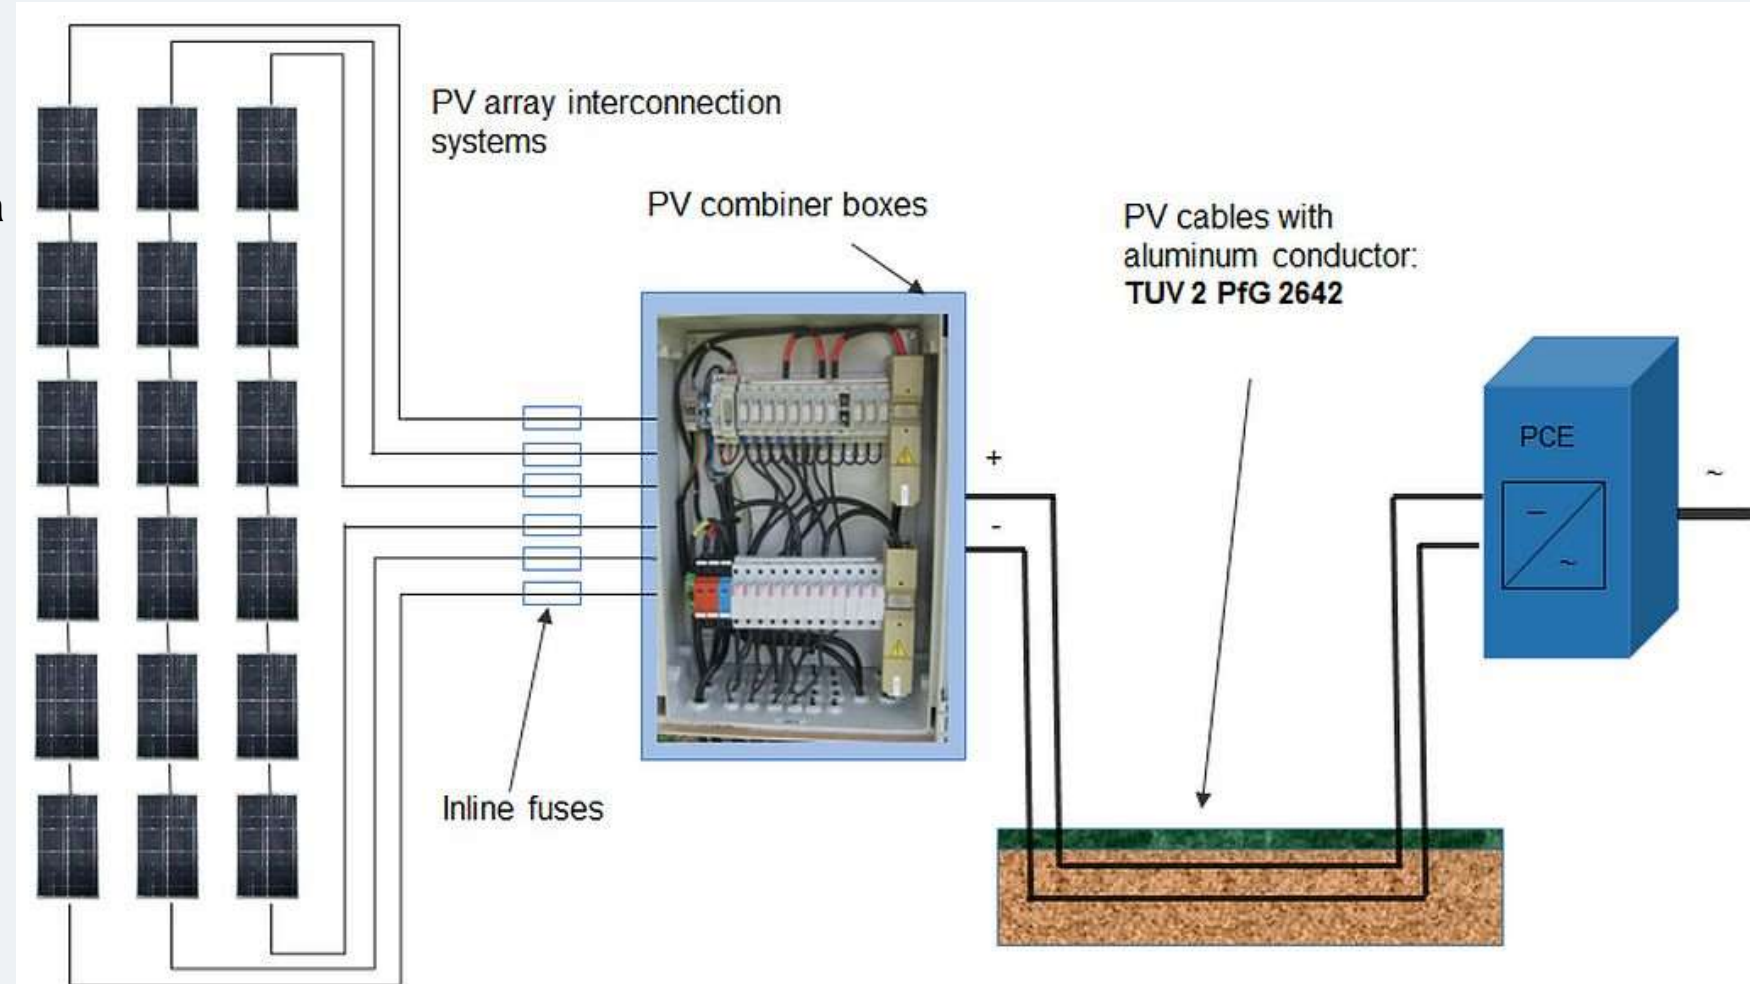 PV array interconnection
systems
PV combiner boxes
PV cables with
aluminum conductor:
TUV 2 PfG 2642
PCE
~
+
-
–
~
Inline fuses